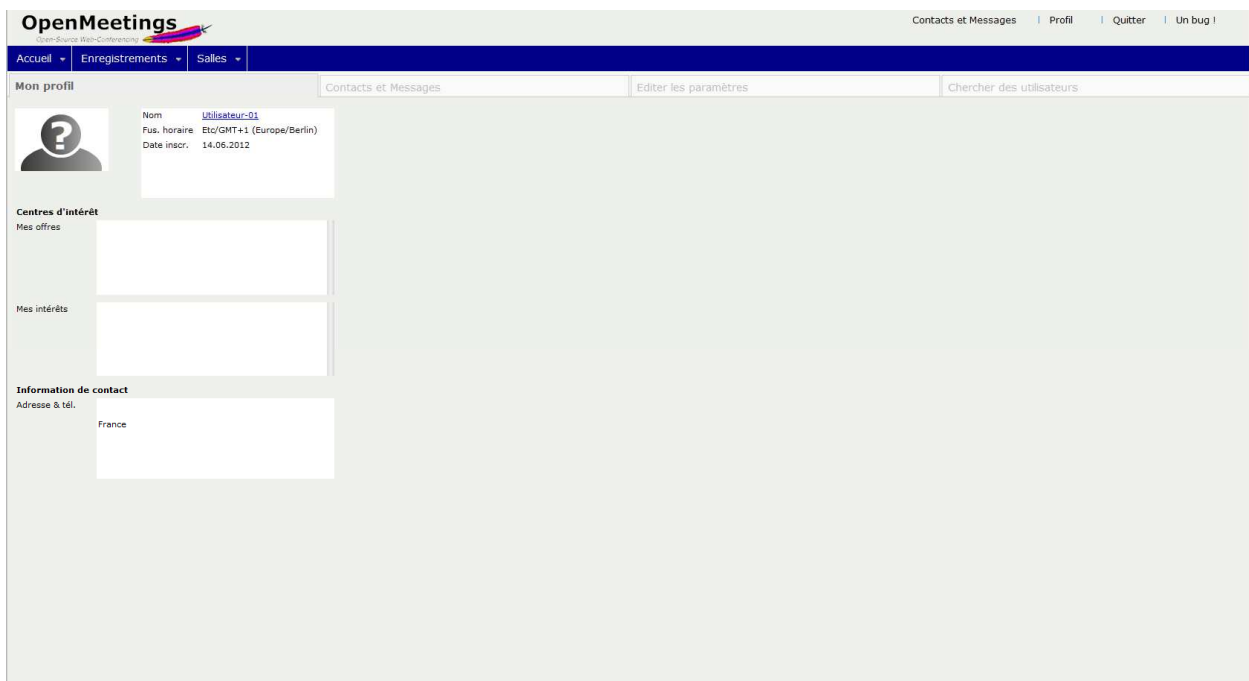 OpenMeetings
Open-Source Web-Conferencing
Contacts et Messages | Profil | Quitter | Un bug !
Accueil Enregistrements Salles
Mon profil Contacts et Messages Editer les paramètres Chercher des utilisateurs
Nom Utilisateur-01
Fus. horaire Etc/GMT+1 (Europe/Berlin)
Date inscr. 14.06.2012
Centres d'intérêt
Mes offres
Mes intérêts
Information de contact
Adresse & tél.
France